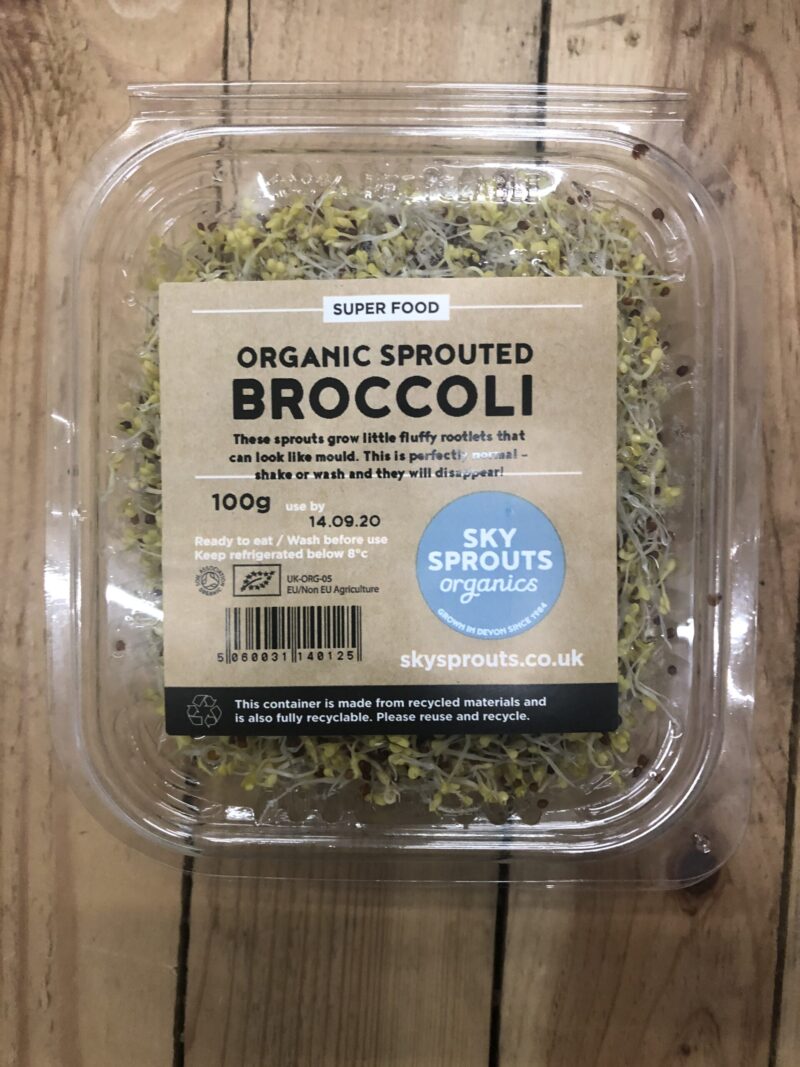 SUPER FOOD
ORGANIC SPROUTED
BROCCOLI
These sprouts grow little fluffy rootlets that
can look like mould. This is perfectly normal –
shake or wash and they will disappear!
100g use by
14.09.20
Ready to eat / Wash before use
Keep refrigerated below 8°c
UK-ORG-05
EU/Non EU Agriculture
5 060031 140125
SKY
SPROUTS
organics
GROWN IN DEVON SINCE 1984
skysprouts.co.uk
This container is made from recycled materials and
is also fully recyclable. Please reuse and recycle.